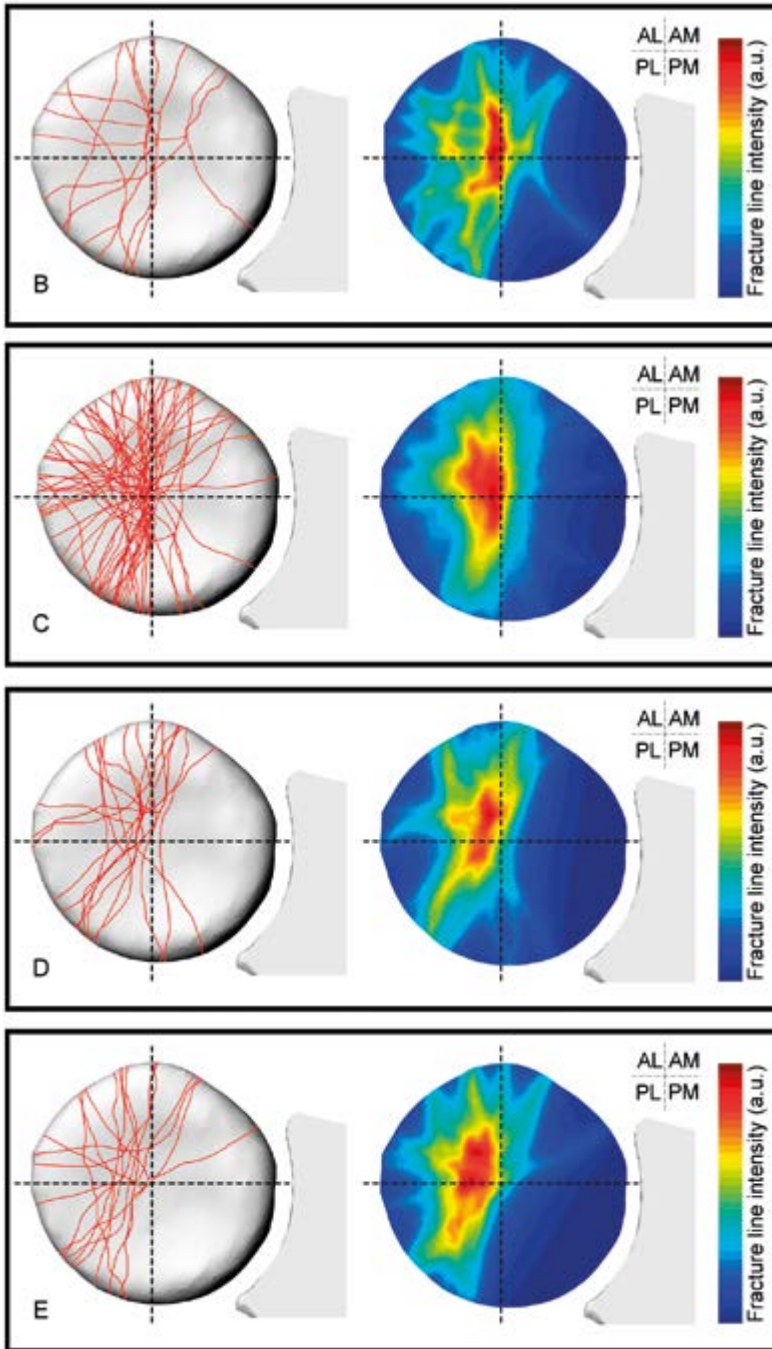 AL AM
PL PM
Fracture line intensity (a.u.)
B
AL AM
PL PM
Fracture line intensity (a.u.)
C
AL AM
PL PM
Fracture line intensity (a.u.)
D
AL AM
PL PM
Fracture line intensity (a.u.)
E